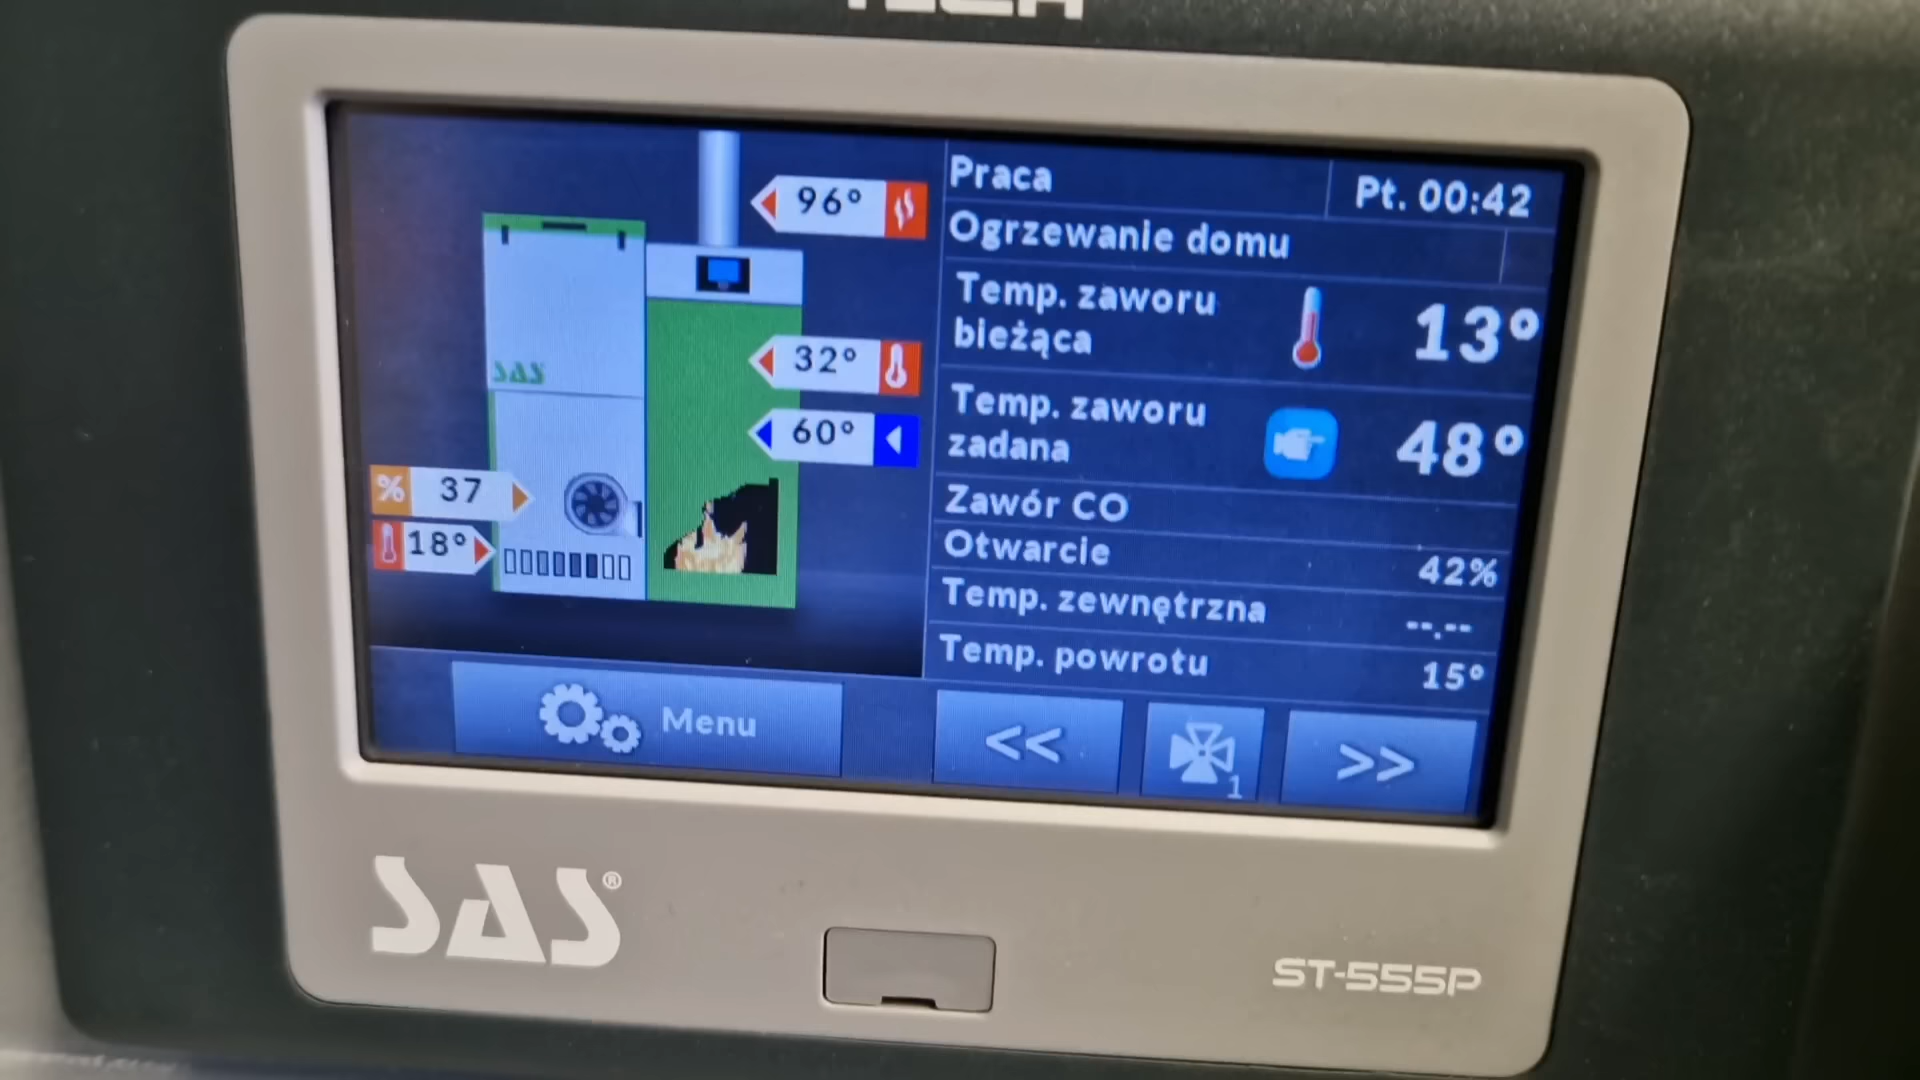 TECH
Praca
Pt. 00:42
Ogrzewanie domu
Temp. zaworu
bieżąca
13°
Temp. zaworu
zadana
48°
Zawór CO
Otwarcie
42%
Temp. zewnętrzna
--.--
Temp. powrotu
15°
96°
32°
60°
SAS
% 37
18°
Menu
<<
1
>>
SAS®
ST-555P